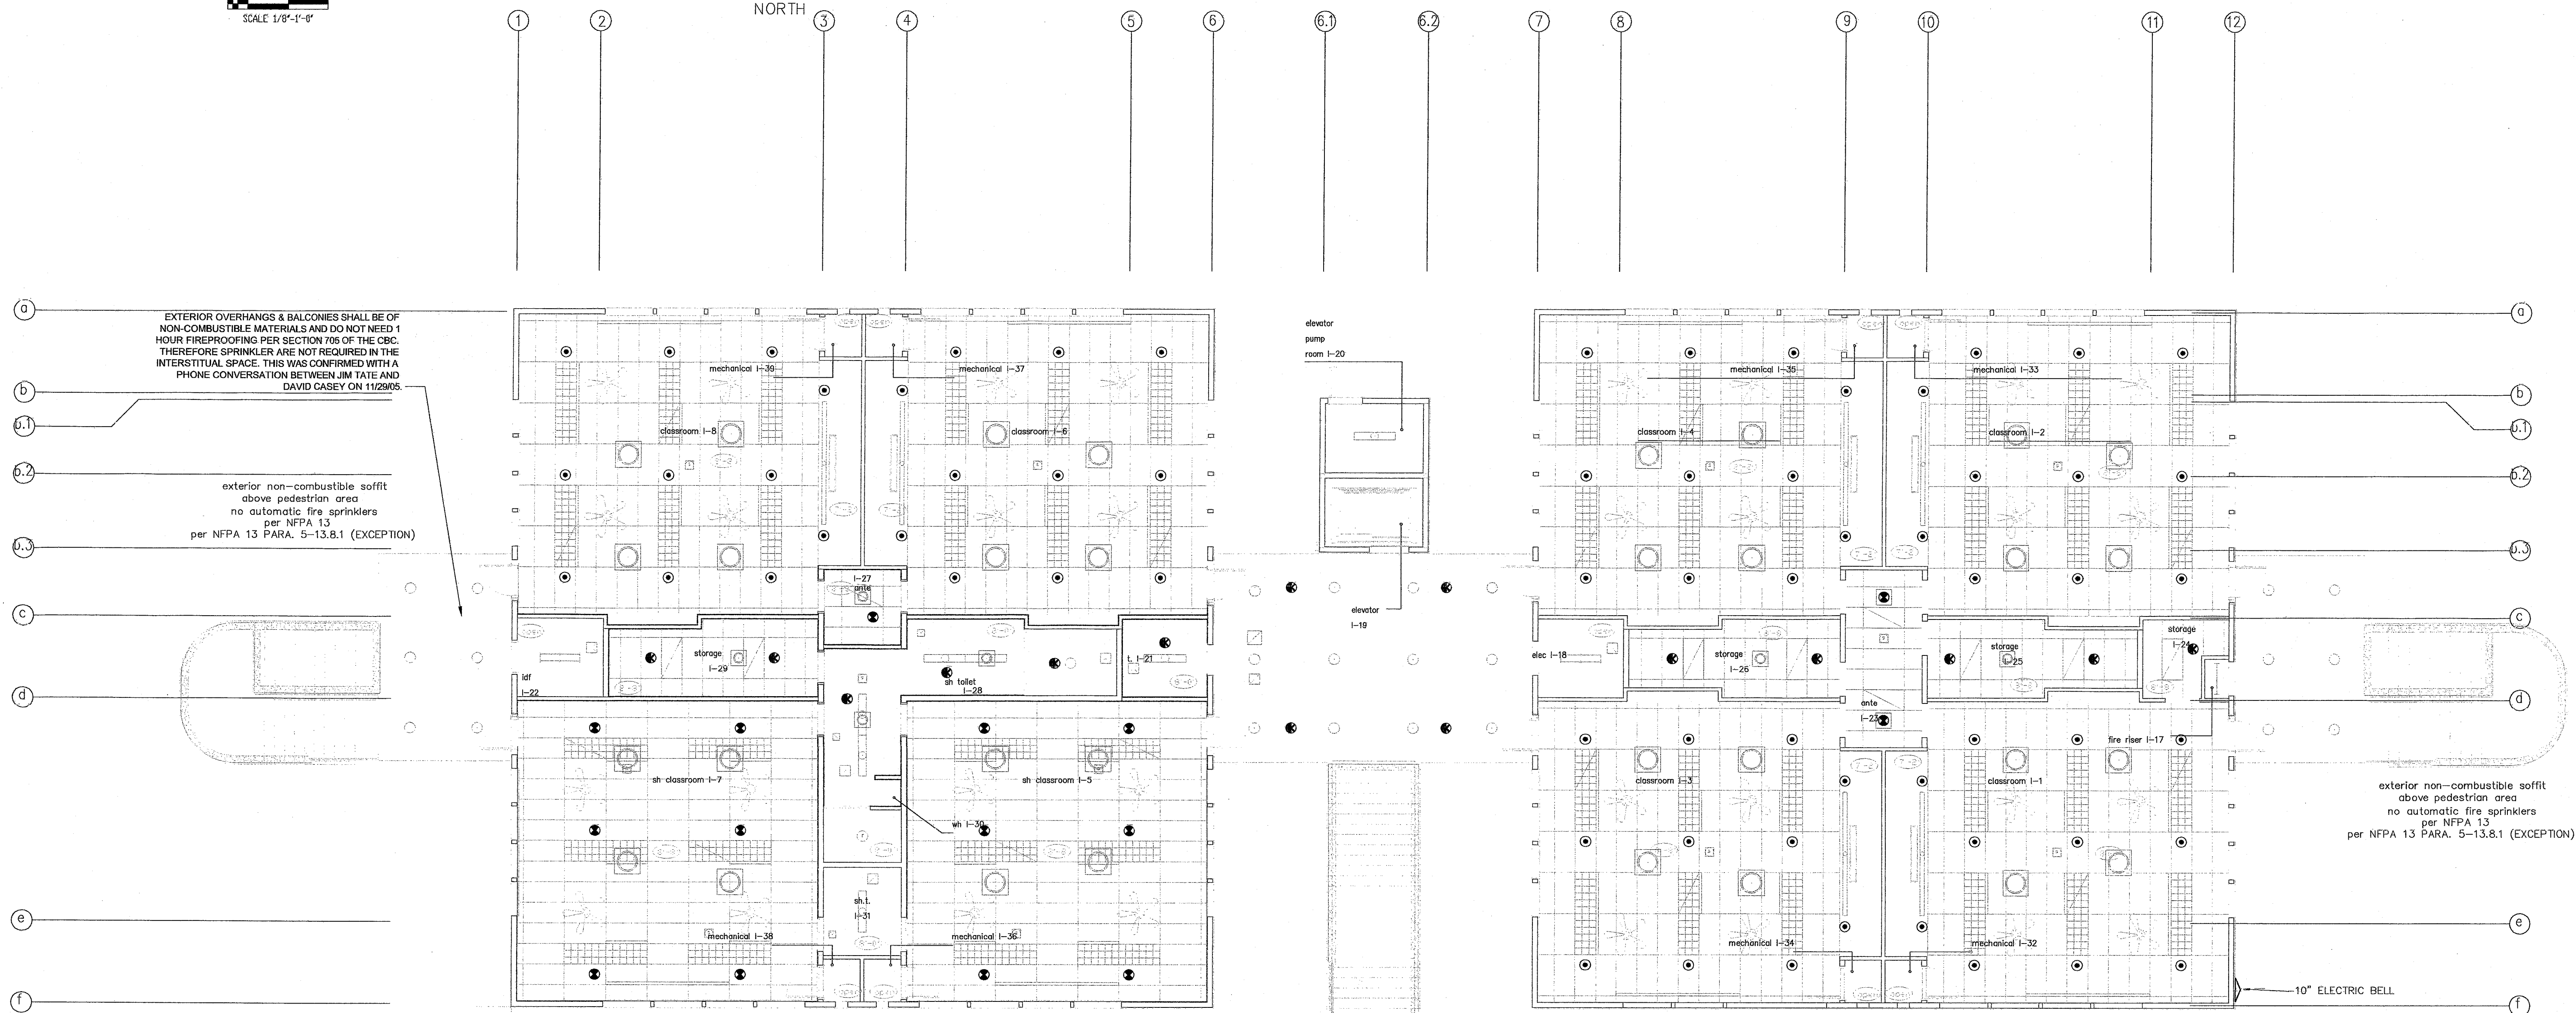 SCALE 1/8"-1'-0"
NORTH
1
2
3
4
5
6
6.1
6.2
7
8
9
10
11
12
a
EXTERIOR OVERHANGS & BALCONIES SHALL BE OF
NON-COMBUSTIBLE MATERIALS AND DO NOT NEED 1
HOUR FIREPROOFING PER SECTION 705 OF THE CBC.
THEREFORE SPRINKLER ARE NOT REQUIRED IN THE
INTERSTITUAL SPACE. THIS WAS CONFIRMED WITH A
PHONE CONVERSATION BETWEEN JIM TATE AND
DAVID CASEY ON 11/29/05.
b
b.1
b.2
exterior non-combustible soffit
above pedestrian area
no automatic fire sprinklers
per NFPA 13
per NFPA 13 PARA. 5-13.8.1 (EXCEPTION)
b.3
c
d
e
f
mechanical I-39
mechanical I-37
classroom I-8
classroom I-6
I-27
ante
storage
I-29
idf
I-22
sh toilet
I-28
t. I-21
sh classroom I-7
sh classroom I-5
wh I-30
sh.t.
I-31
mechanical I-38
mechanical I-36
elevator
pump
room I-20
elevator
I-19
mechanical I-35
mechanical I-33
classroom I-4
classroom I-2
elec I-18
storage
I-26
storage
I-25
storage
I-24
ante
I-23
fire riser I-17
classroom I-3
classroom I-1
mechanical I-34
mechanical I-32
a
b
b.1
b.2
b.3
c
d
exterior non-combustible soffit
above pedestrian area
no automatic fire sprinklers
per NFPA 13
per NFPA 13 PARA. 5-13.8.1 (EXCEPTION)
e
10" ELECTRIC BELL
f